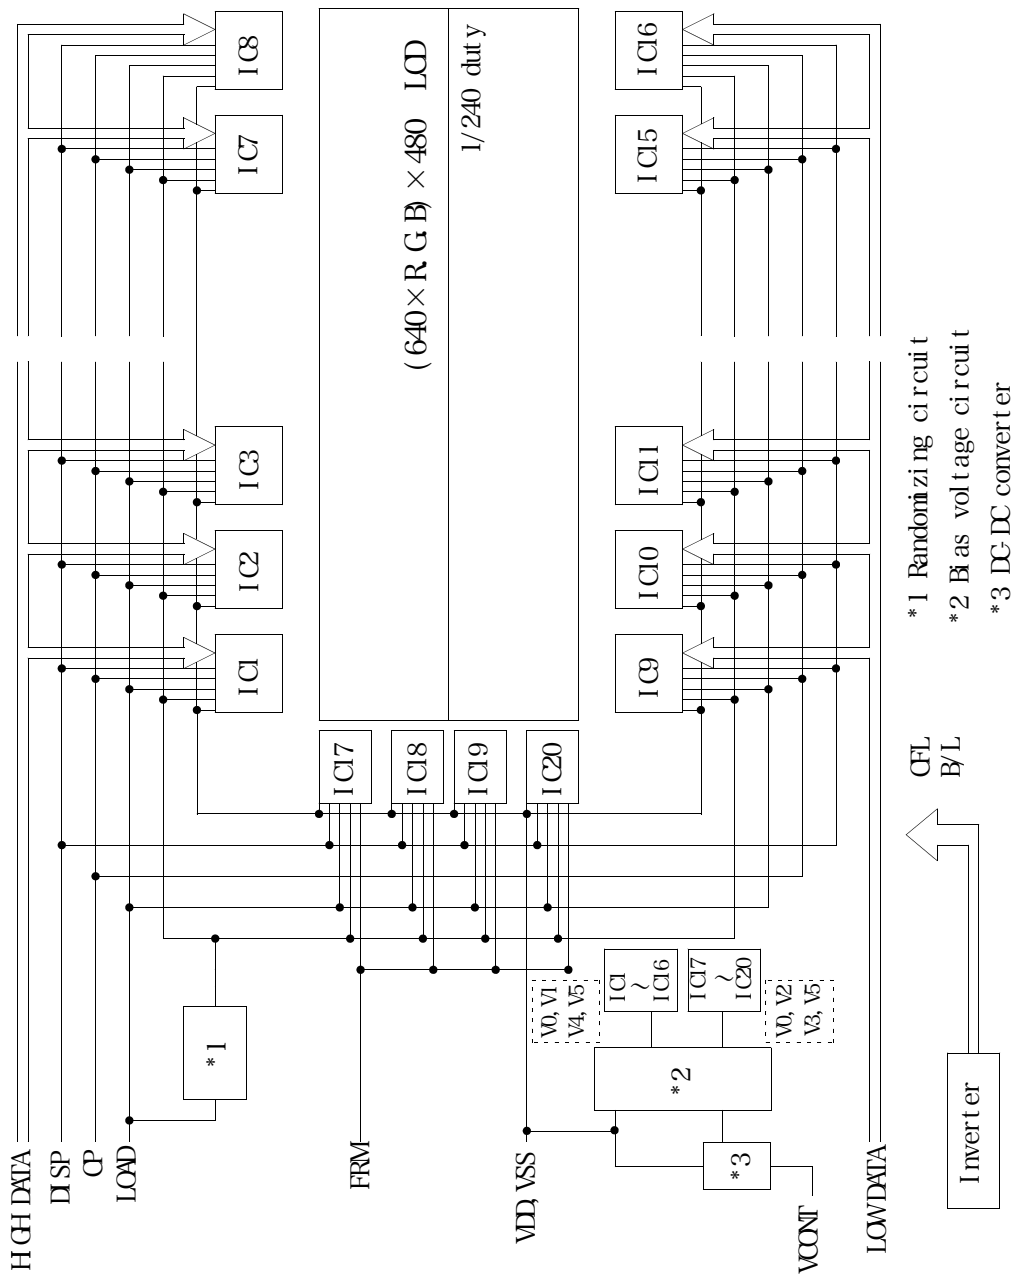 IC8
IC7
IC3
IC2
IC1
(640×R.G.B)×480 LCD
1/240 duty
IC16
IC15
IC11
IC10
IC9
IC17
IC18
IC19
IC20
*1 Randomizing circuit
*2 Bias voltage circuit
*3 DC-DC converter
CFL
B/L
V0, V1
V4, V5
IC1
~
IC16
IC17
~
IC20
V0, V2
V3, V5
*1
*2
*3
Inverter
HIGH DATA
DISP
CP
LOAD
FRM
VDD, VSS
VCONT
LOW DATA